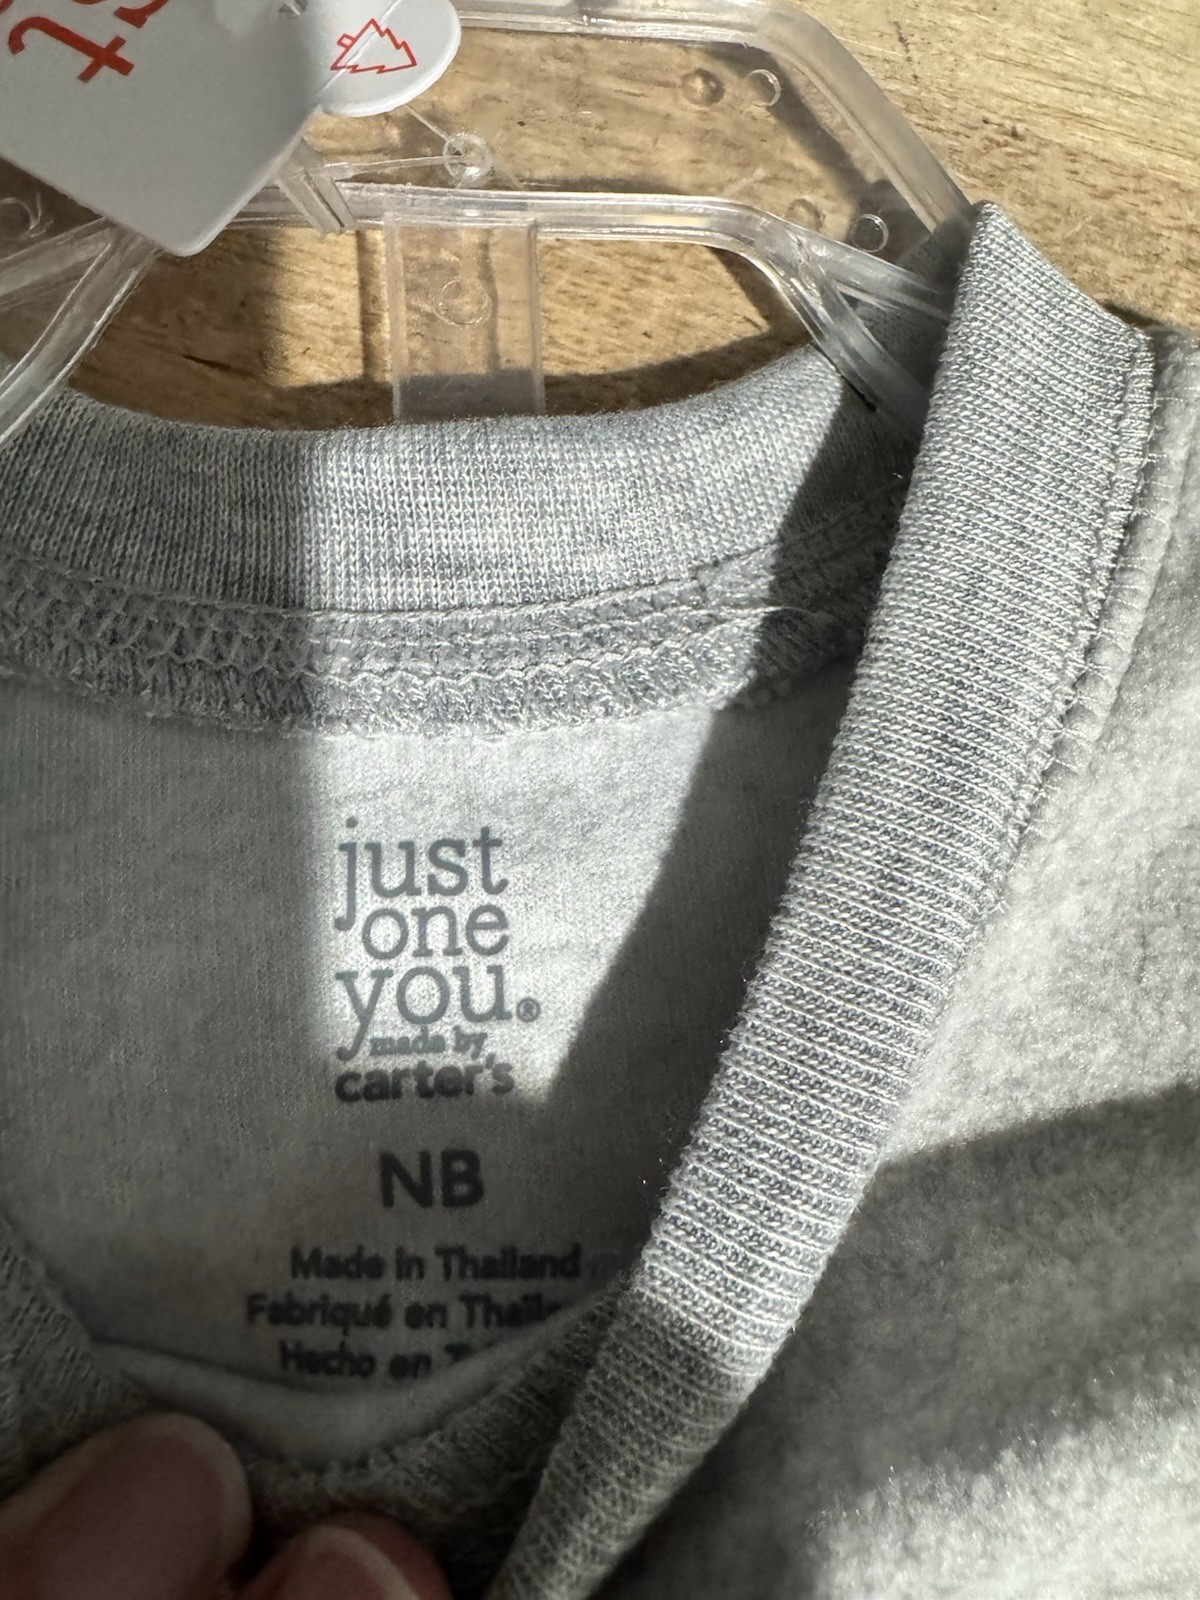 just
one
you®
made by
carter's
NB
Made in Thailand
Fabriqué en
Hecho en